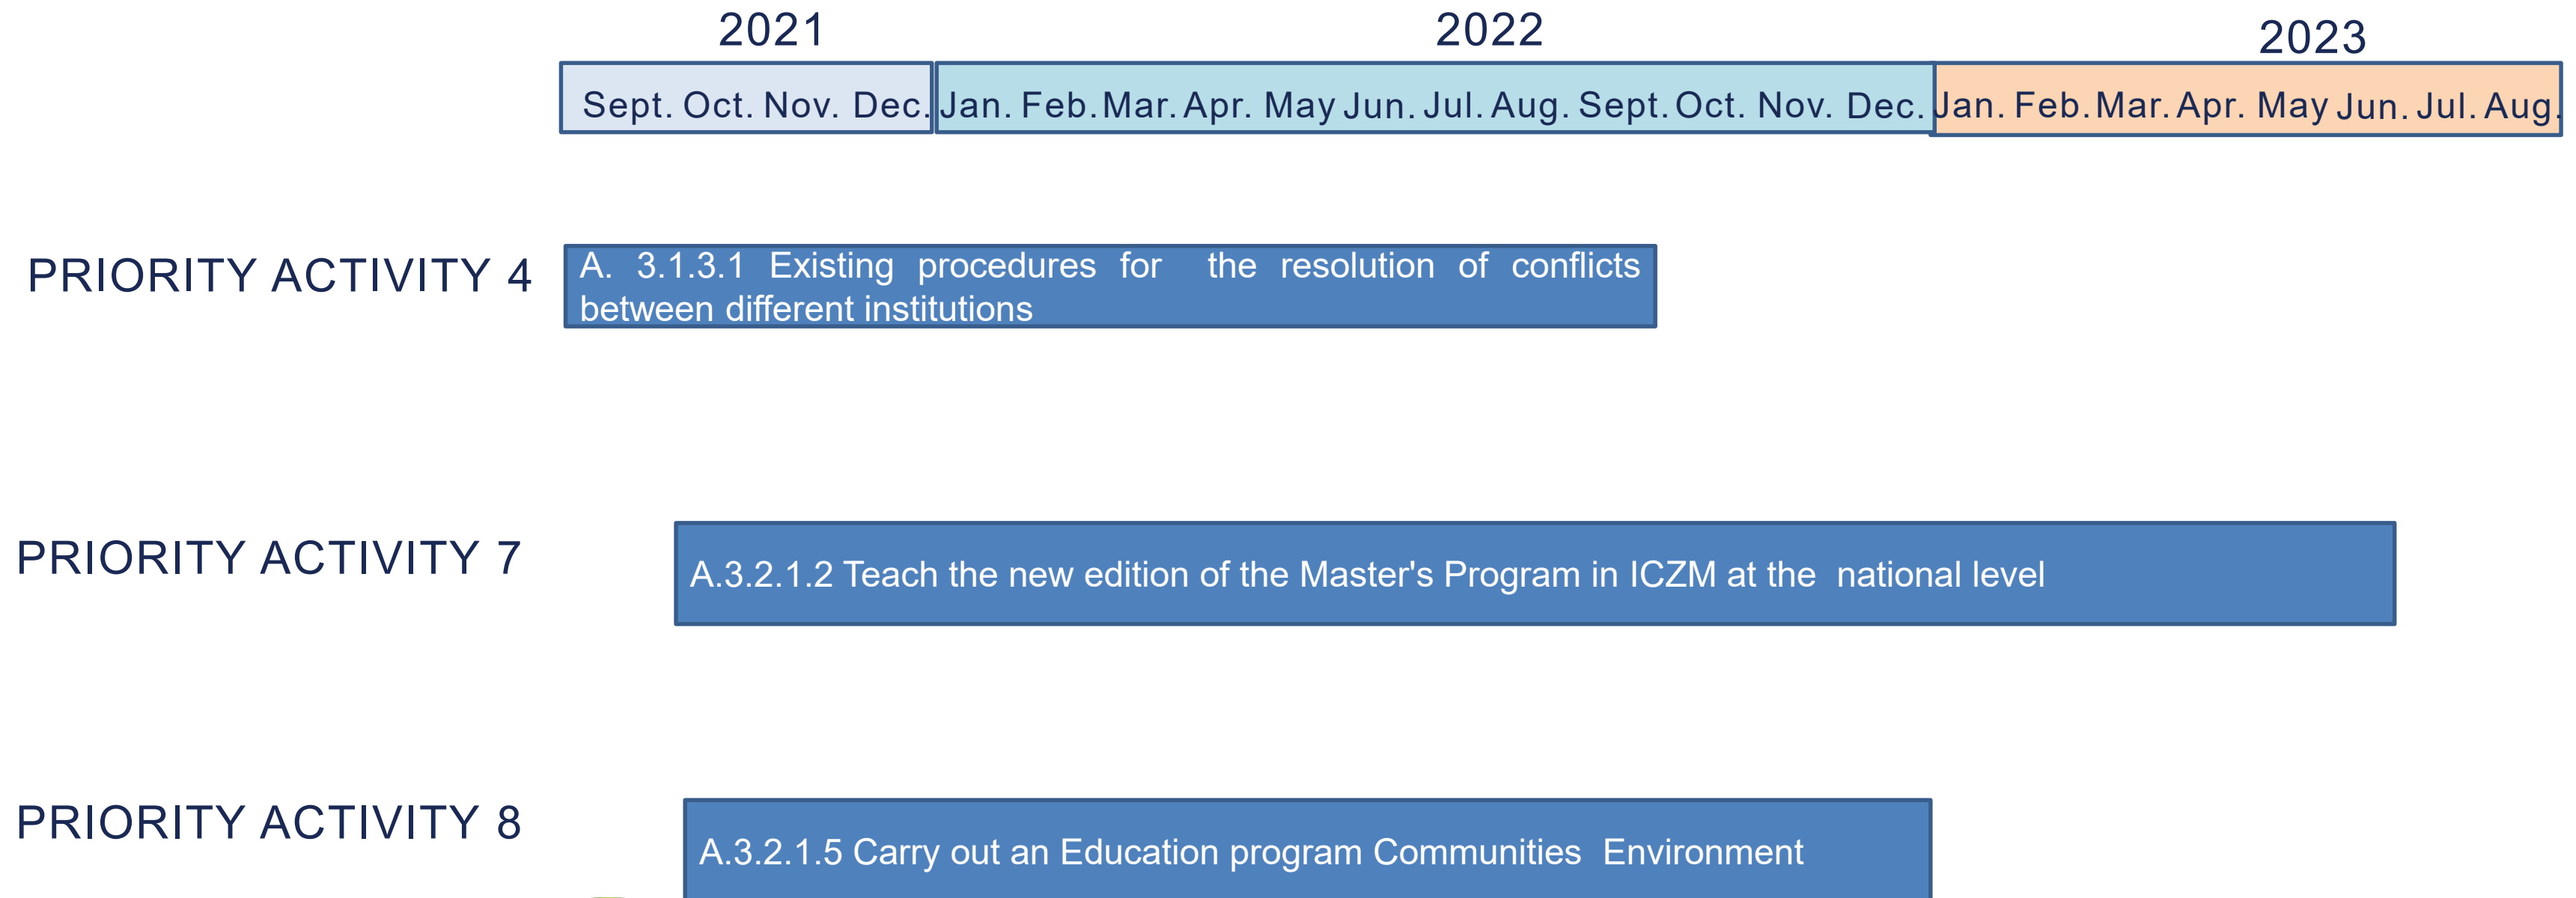 2021 2022 2023
Sept. Oct. Nov. Dec. Jan. Feb. Mar. Apr. May Jun. Jul. Aug. Sept. Oct. Nov. Dec. Jan. Feb. Mar. Apr. May Jun. Jul. Aug.
PRIORITY ACTIVITY 4
A. 3.1.3.1 Existing procedures for the resolution of conflicts
between different institutions
PRIORITY ACTIVITY 7
A.3.2.1.2 Teach the new edition of the Master's Program in ICZM at the national level
PRIORITY ACTIVITY 8
A.3.2.1.5 Carry out an Education program Communities Environment